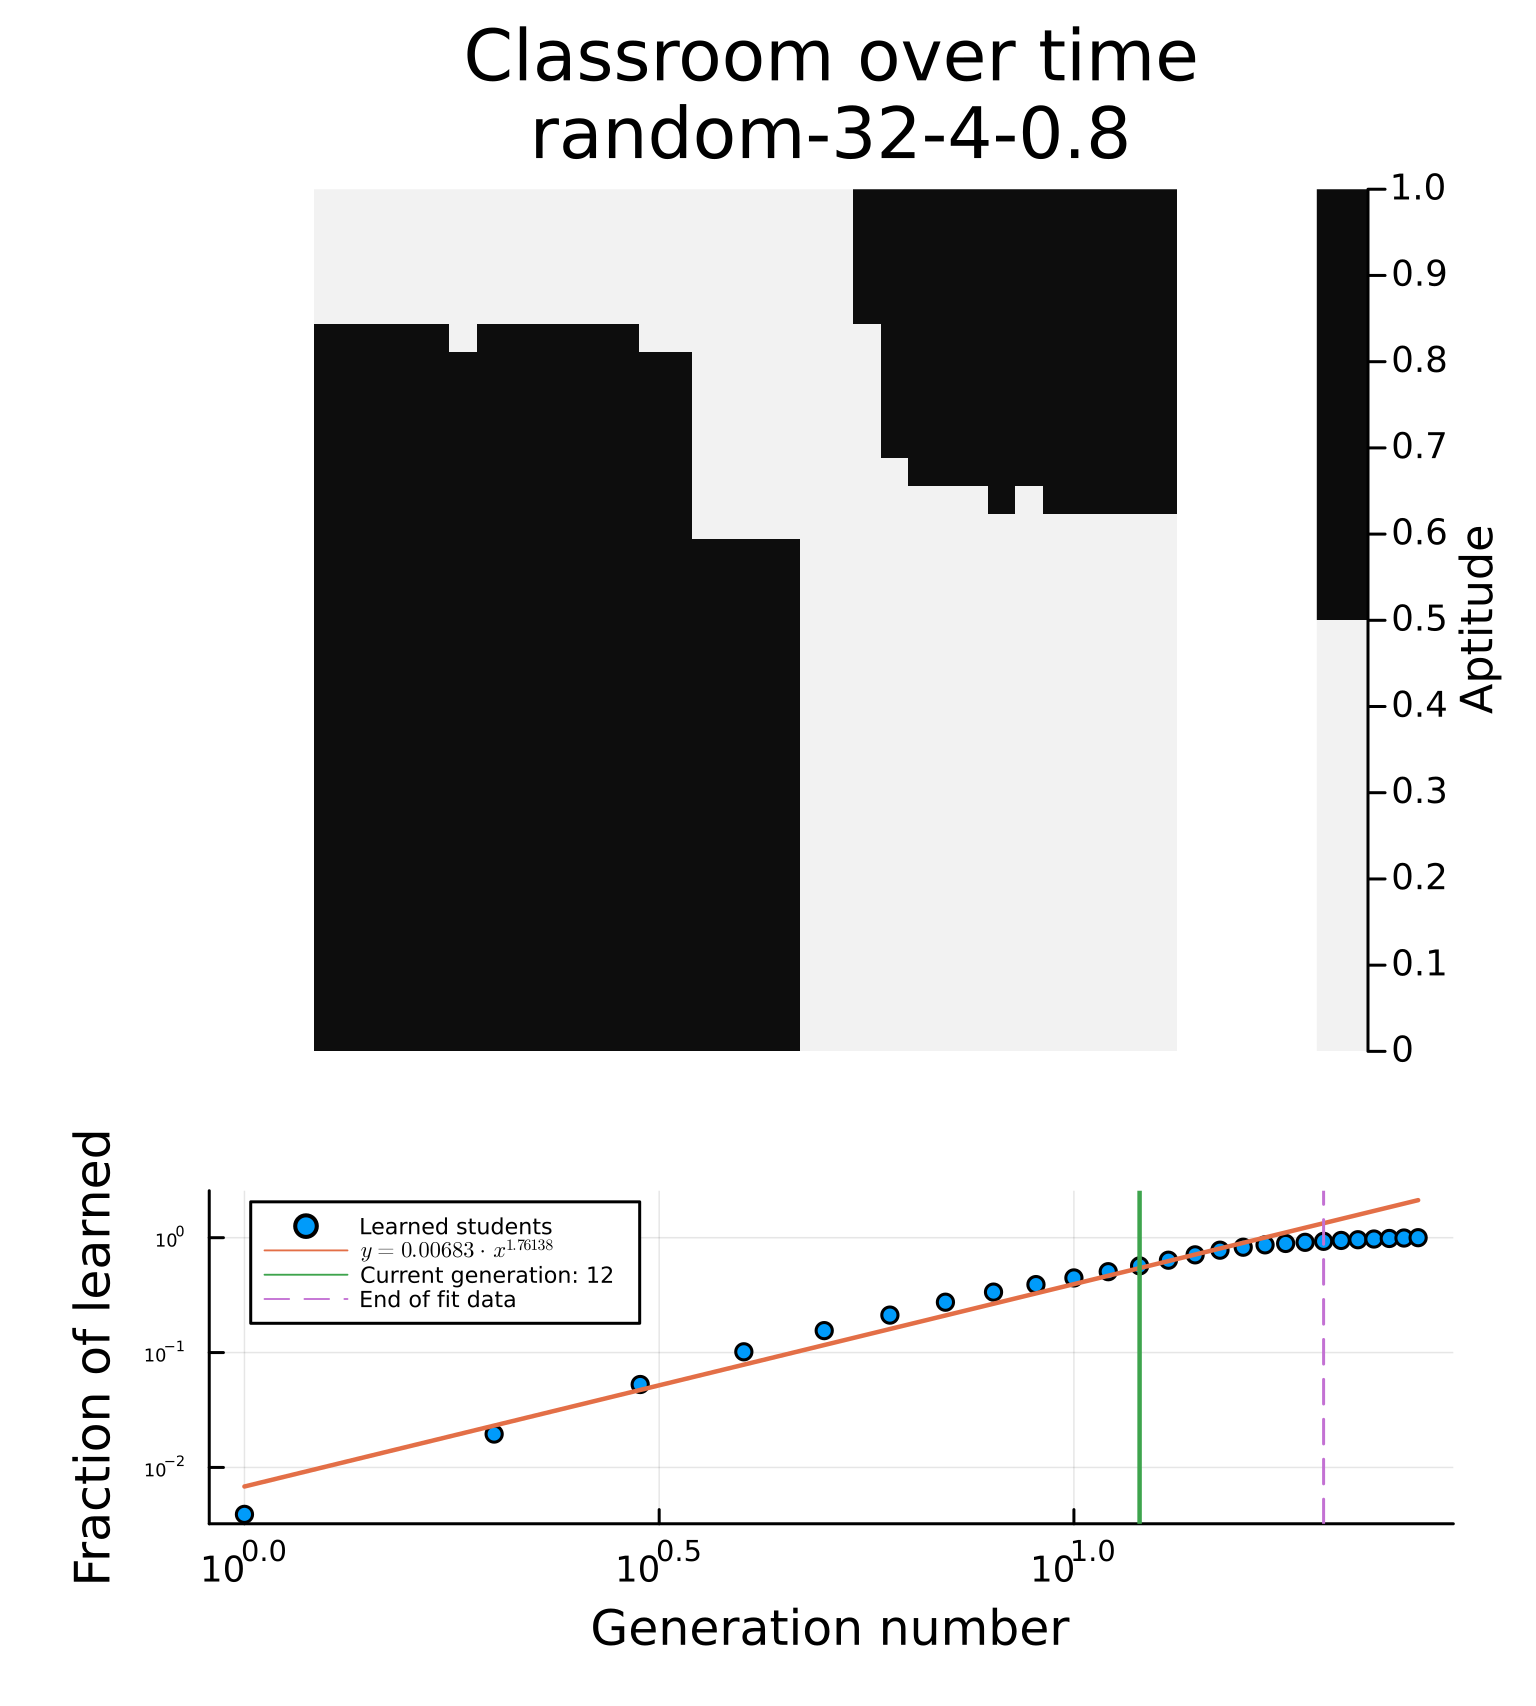 Classroom over time
random-32-4-0.8
1.0
0.9
0.8
0.7
0.6
0.5
0.4
0.3
0.2
0.1
0
Aptitude
Fraction of learned
10⁰
10⁻¹
10⁻²
Learned students
y = 0.00683 · x^1.76138
Current generation: 12
End of fit data
10^0.0
10^0.5
10^1.0
Generation number